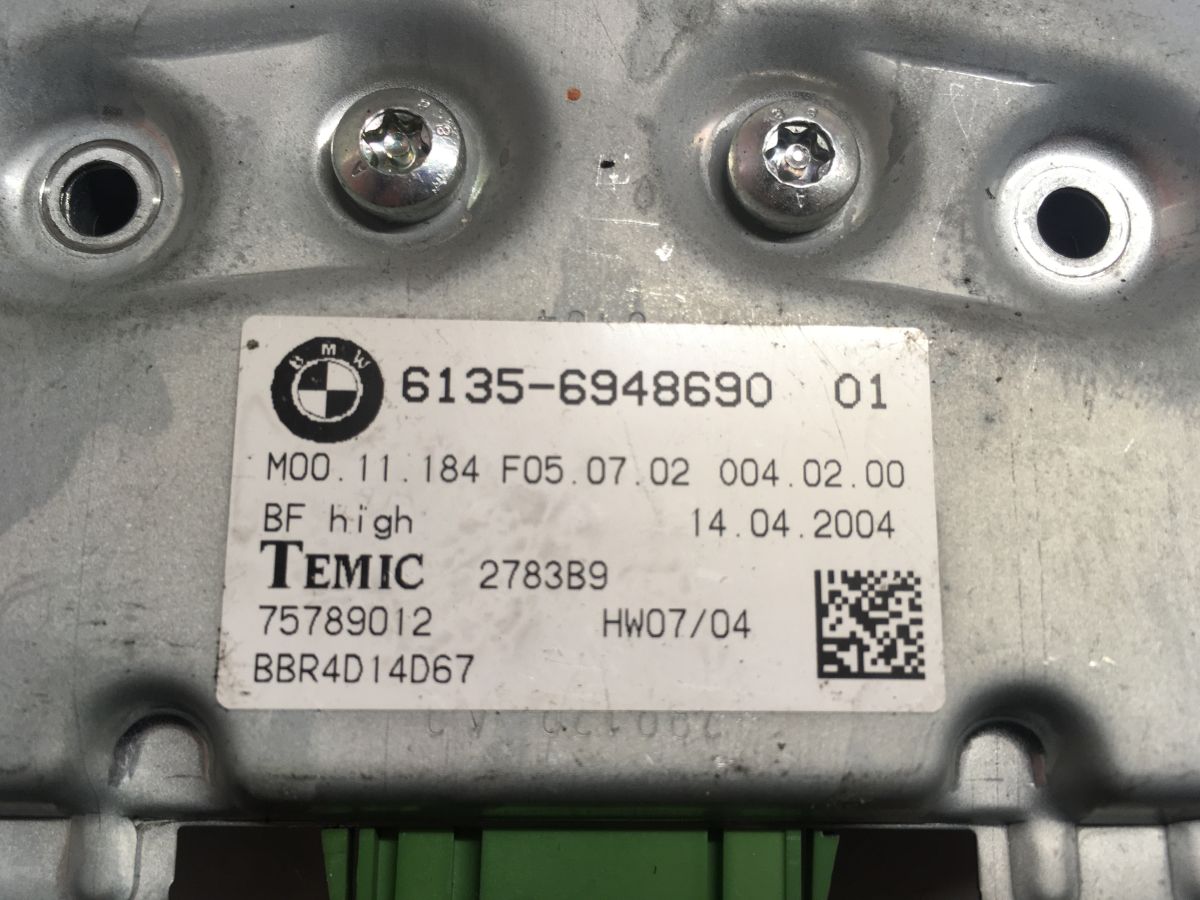 BMW
6135-6948690 01
M00.11.184 F05.07.02 004.02.00
BF high 14.04.2004
TEMIC 2783B9
75789012 HW07/04
BBR4D14D67